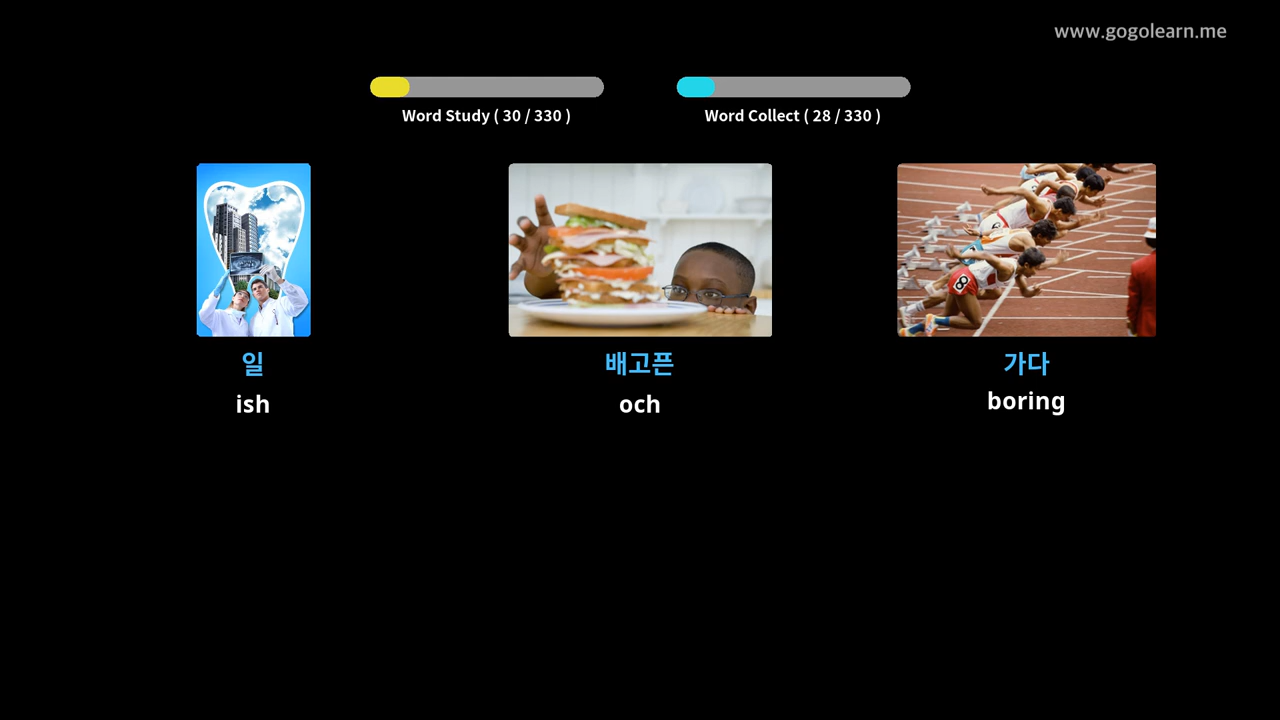 www.gogolearn.me
Word Study ( 30 / 330 )
Word Collect ( 28 / 330 )
일
ish
배고픈
och
가다
boring
8